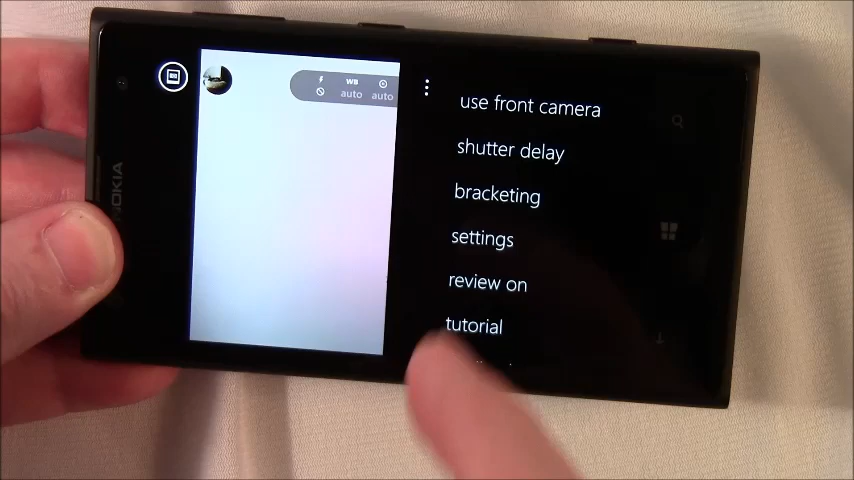 NOKIA
WB
auto
auto
use front camera
shutter delay
bracketing
settings
review on
tutorial